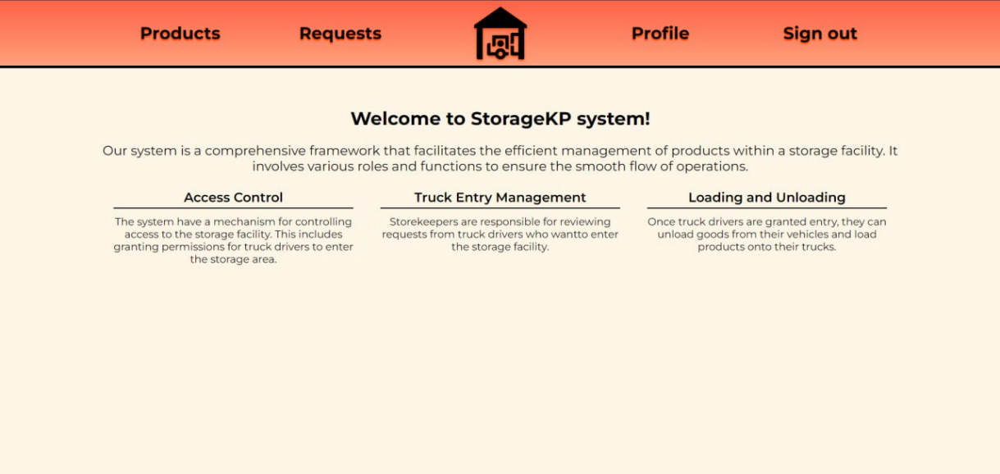 Products
Requests
Profile
Sign out
Welcome to StorageKP system!
Our system is a comprehensive framework that facilitates the efficient management of products within a storage facility. It
involves various roles and functions to ensure the smooth flow of operations.
Access Control
The system have a mechanism for controlling
access to the storage facility. This includes
granting permissions for truck drivers to enter
the storage area.
Truck Entry Management
Storekeepers are responsible for reviewing
requests from truck drivers who wantto enter
the storage facility.
Loading and Unloading
Once truck drivers are granted entry, they can
unload goods from their vehicles and load
products onto their trucks.